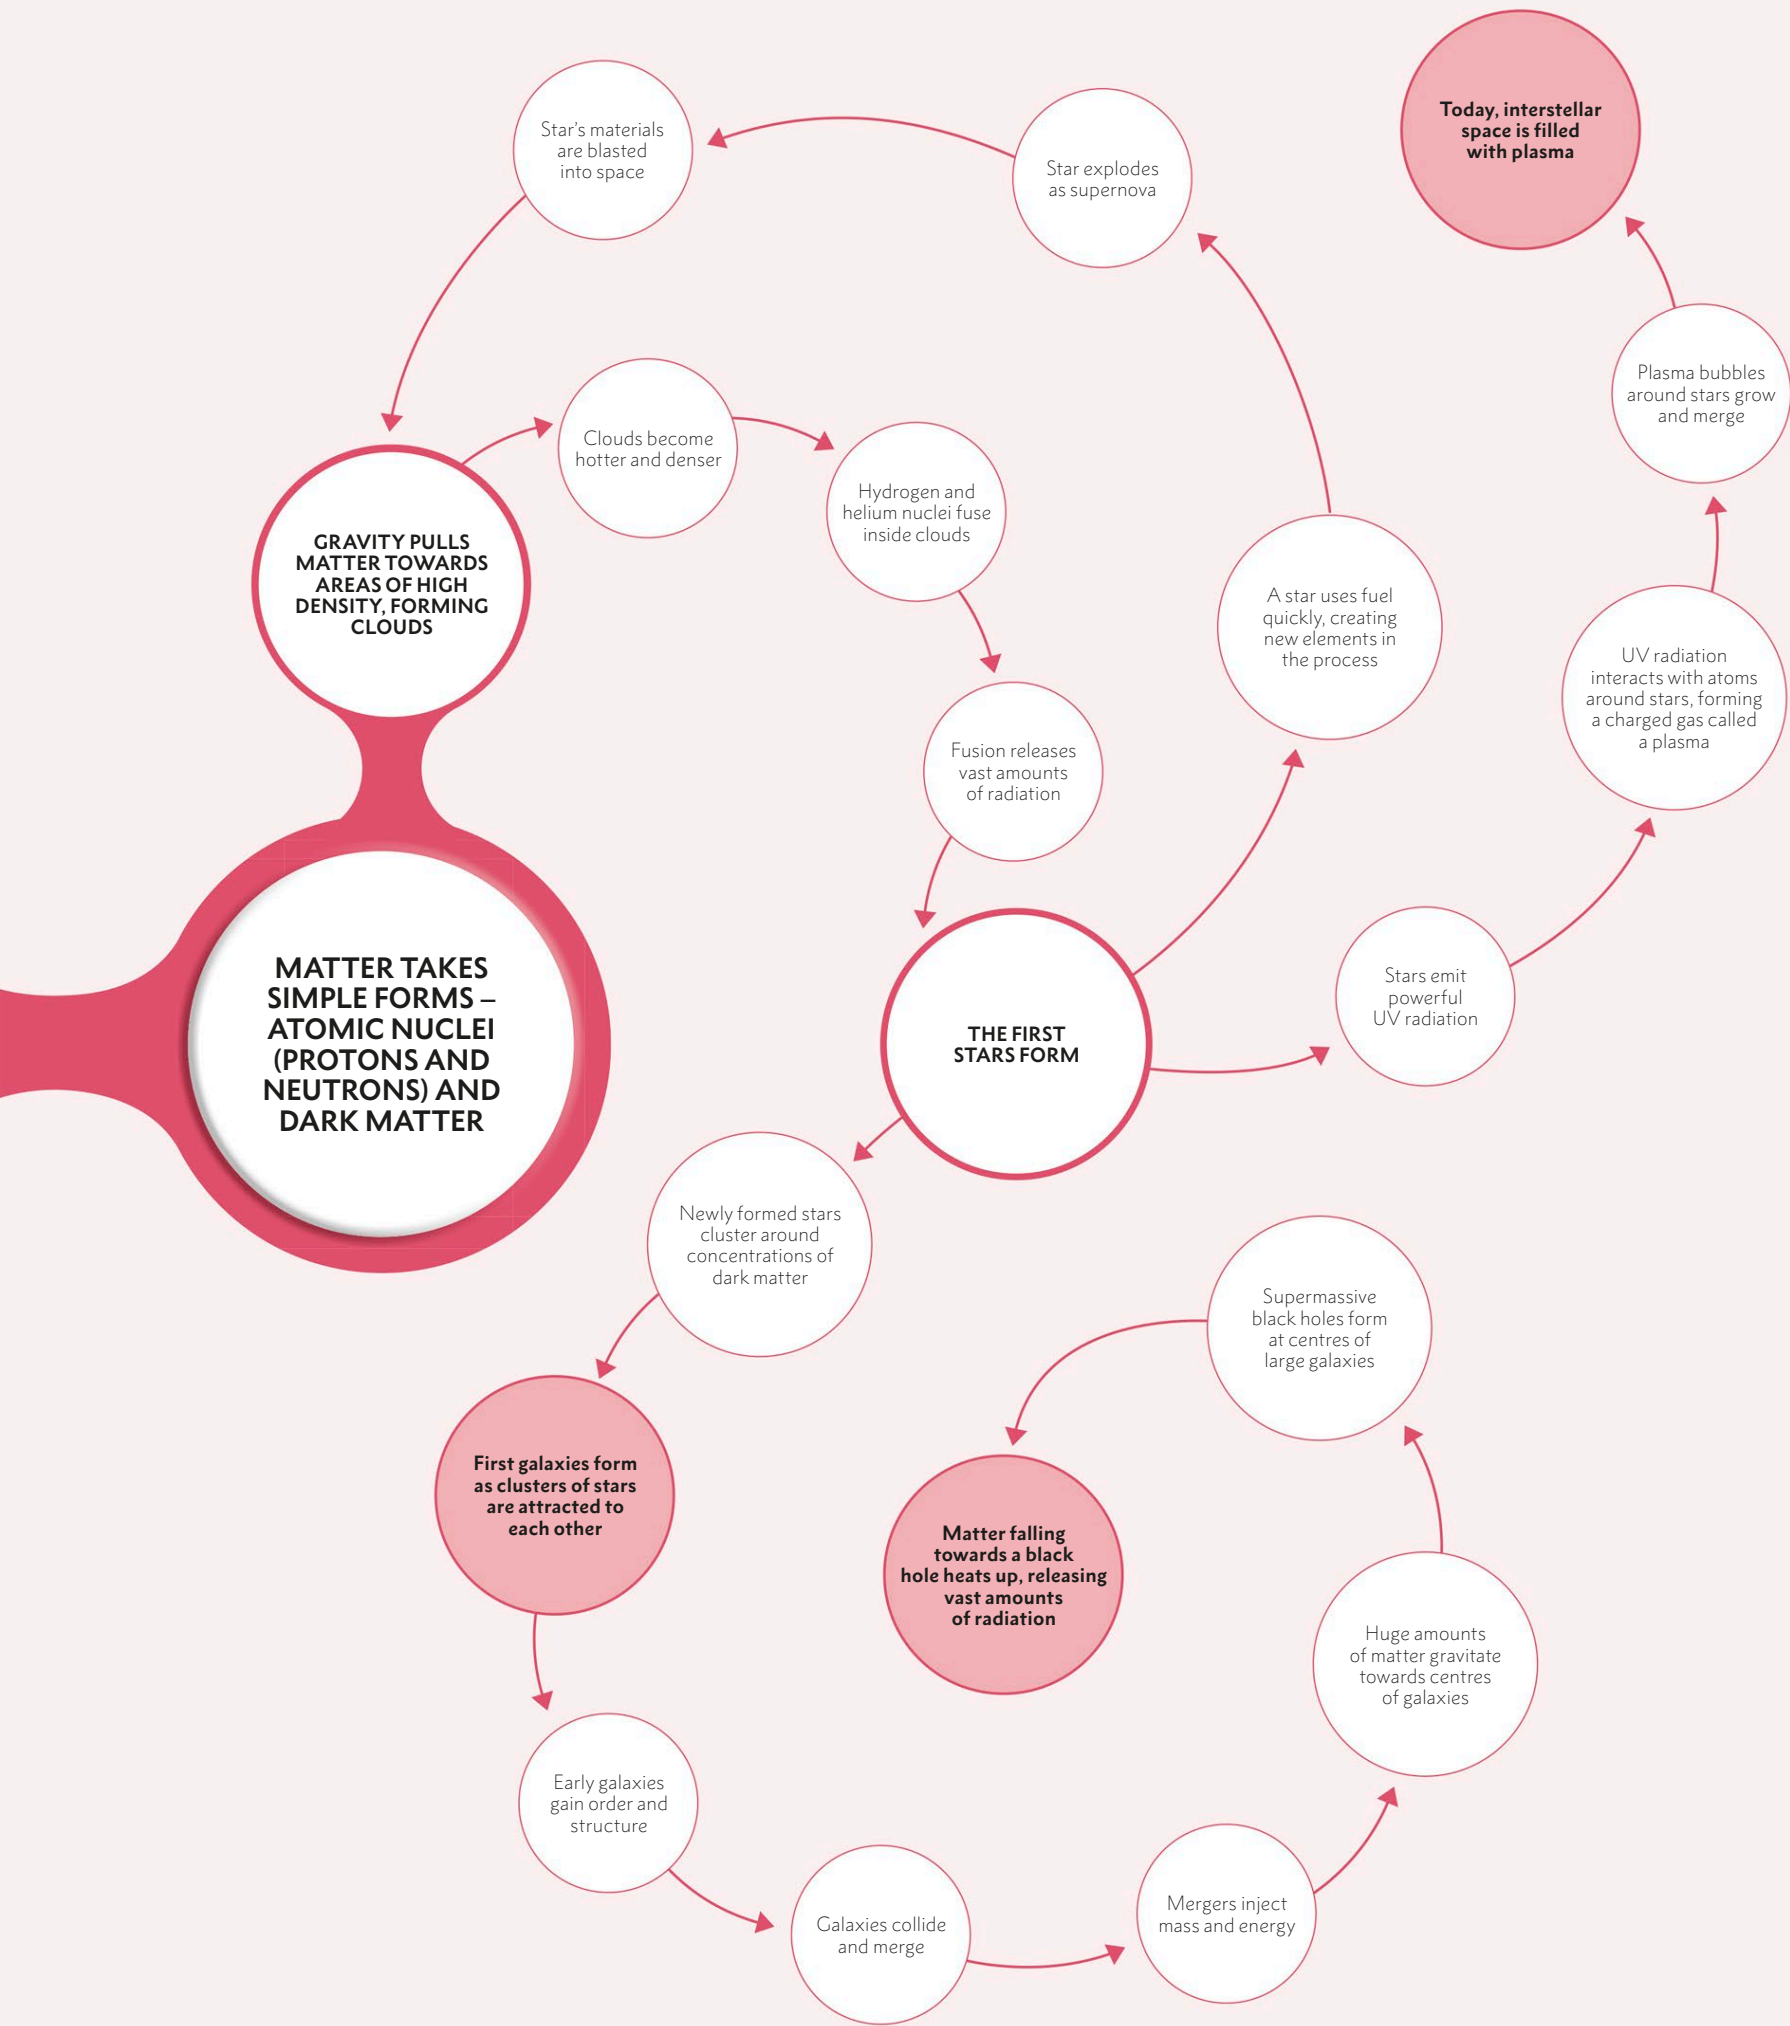 Today, interstellar
space is filled
with plasma
Star's materials
are blasted
into space
Star explodes
as supernova
Plasma bubbles
around stars grow
and merge
Clouds become
hotter and denser
Hydrogen and
helium nuclei fuse
inside clouds
GRAVITY PULLS
MATTER TOWARDS
AREAS OF HIGH
DENSITY, FORMING
CLOUDS
A star uses fuel
quickly, creating
new elements in
the process
UV radiation
interacts with atoms
around stars, forming
a charged gas called
a plasma
Fusion releases
vast amounts
of radiation
MATTER TAKES
SIMPLE FORMS –
ATOMIC NUCLEI
(PROTONS AND
NEUTRONS) AND
DARK MATTER
THE FIRST
STARS FORM
Stars emit
powerful
UV radiation
Newly formed stars
cluster around
concentrations of
dark matter
Supermassive
black holes form
at centres of
large galaxies
First galaxies form
as clusters of stars
are attracted to
each other
Matter falling
towards a black
hole heats up, releasing
vast amounts
of radiation
Huge amounts
of matter gravitate
towards centres
of galaxies
Early galaxies
gain order and
structure
Galaxies collide
and merge
Mergers inject
mass and energy